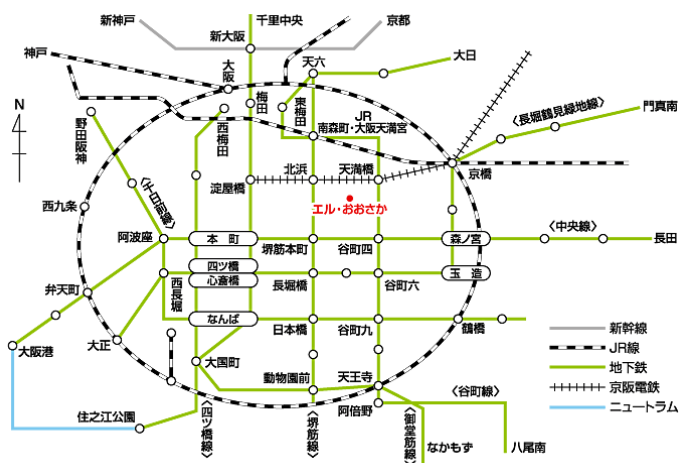 新神戸
千里中央
京都
新大阪
神戸
大阪
天六
大日
N
梅田
東梅田
JR
南森町・大阪天満宮
〈長堀鶴見緑地線〉
門真南
野田阪神
西梅田
京橋
〈千日前線〉
淀屋橋
北浜
天満橋
エル・おおさか
西九条
阿波座
本町
堺筋本町
谷町四
森ノ宮
〈中央線〉
長田
四ツ橋
心斎橋
西長堀
長堀橋
谷町六
玉造
弁天町
なんば
日本橋
谷町九
鶴橋
大阪港
大正
大国町
動物園前
天王寺
阿倍野
〈谷町線〉
住之江公園
〈四ツ橋線〉
〈堺筋線〉
〈御堂筋線〉
なかもず
八尾南
新幹線
JR線
地下鉄
京阪電鉄
ニュートラム